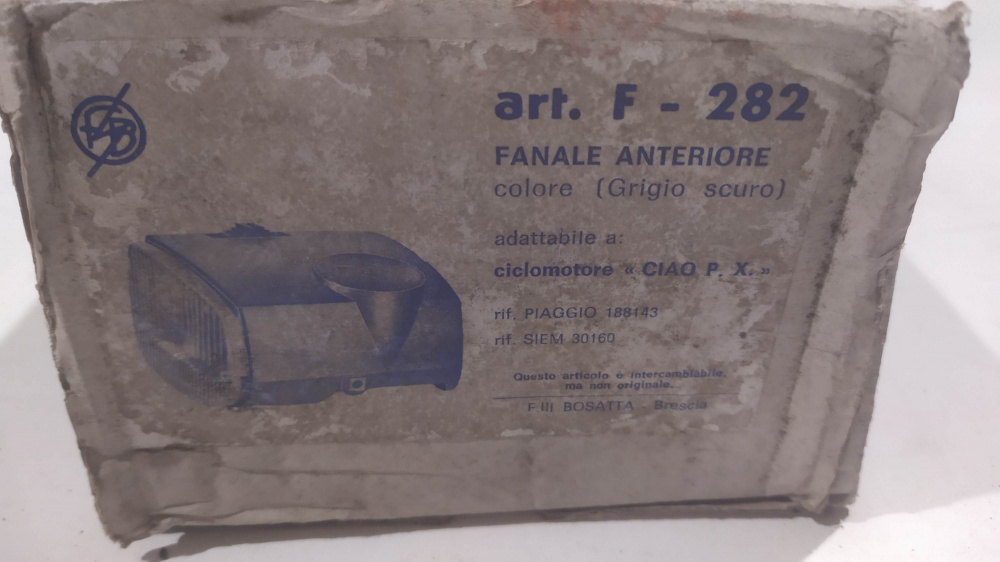 art. F - 282
FANALE ANTERIORE
colore (Grigio scuro)
adattabile a:
ciclomotore « CIAO P. X. »
rif. PIAGGIO 188143
rif. SIEM 30160
Questo articolo è intercambiabile
ma non originale.
F.lli BOSATTA - Brescia